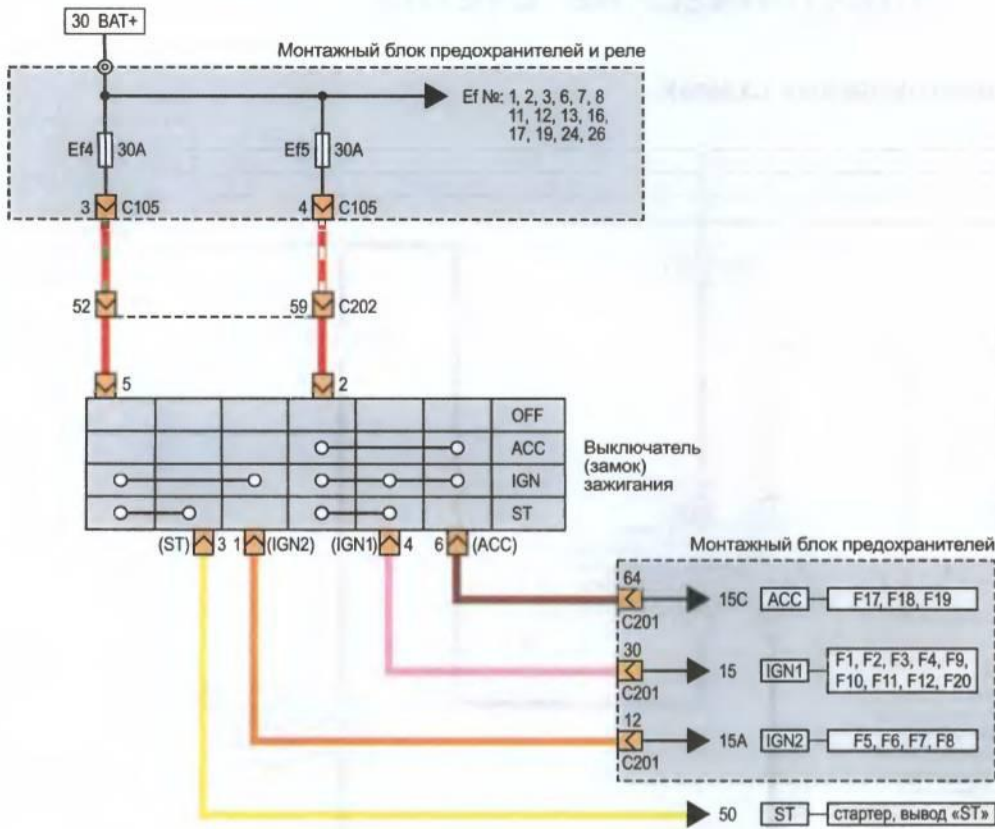 30 BAT+
Монтажный блок предохранителей и реле
Ef №: 1, 2, 3, 6, 7, 8
11, 12, 13, 16,
17, 19, 24, 26
Ef4 30A Ef5 30A
3 C105 4 C105
52 59 C202
5 2
OFF
ACC
IGN
ST
Выключатель
(замок)
зажигания
(ST) 3 1 (IGN2) (IGN1) 4 6 (ACC)
Монтажный блок предохранителей
64
15C ACC F17, F18, F19
C201
30
15 IGN1 F1, F2, F3, F4, F9,
F10, F11, F12, F20
C201
12
15A IGN2 F5, F6, F7, F8
C201
50 ST стартер, вывод «ST»